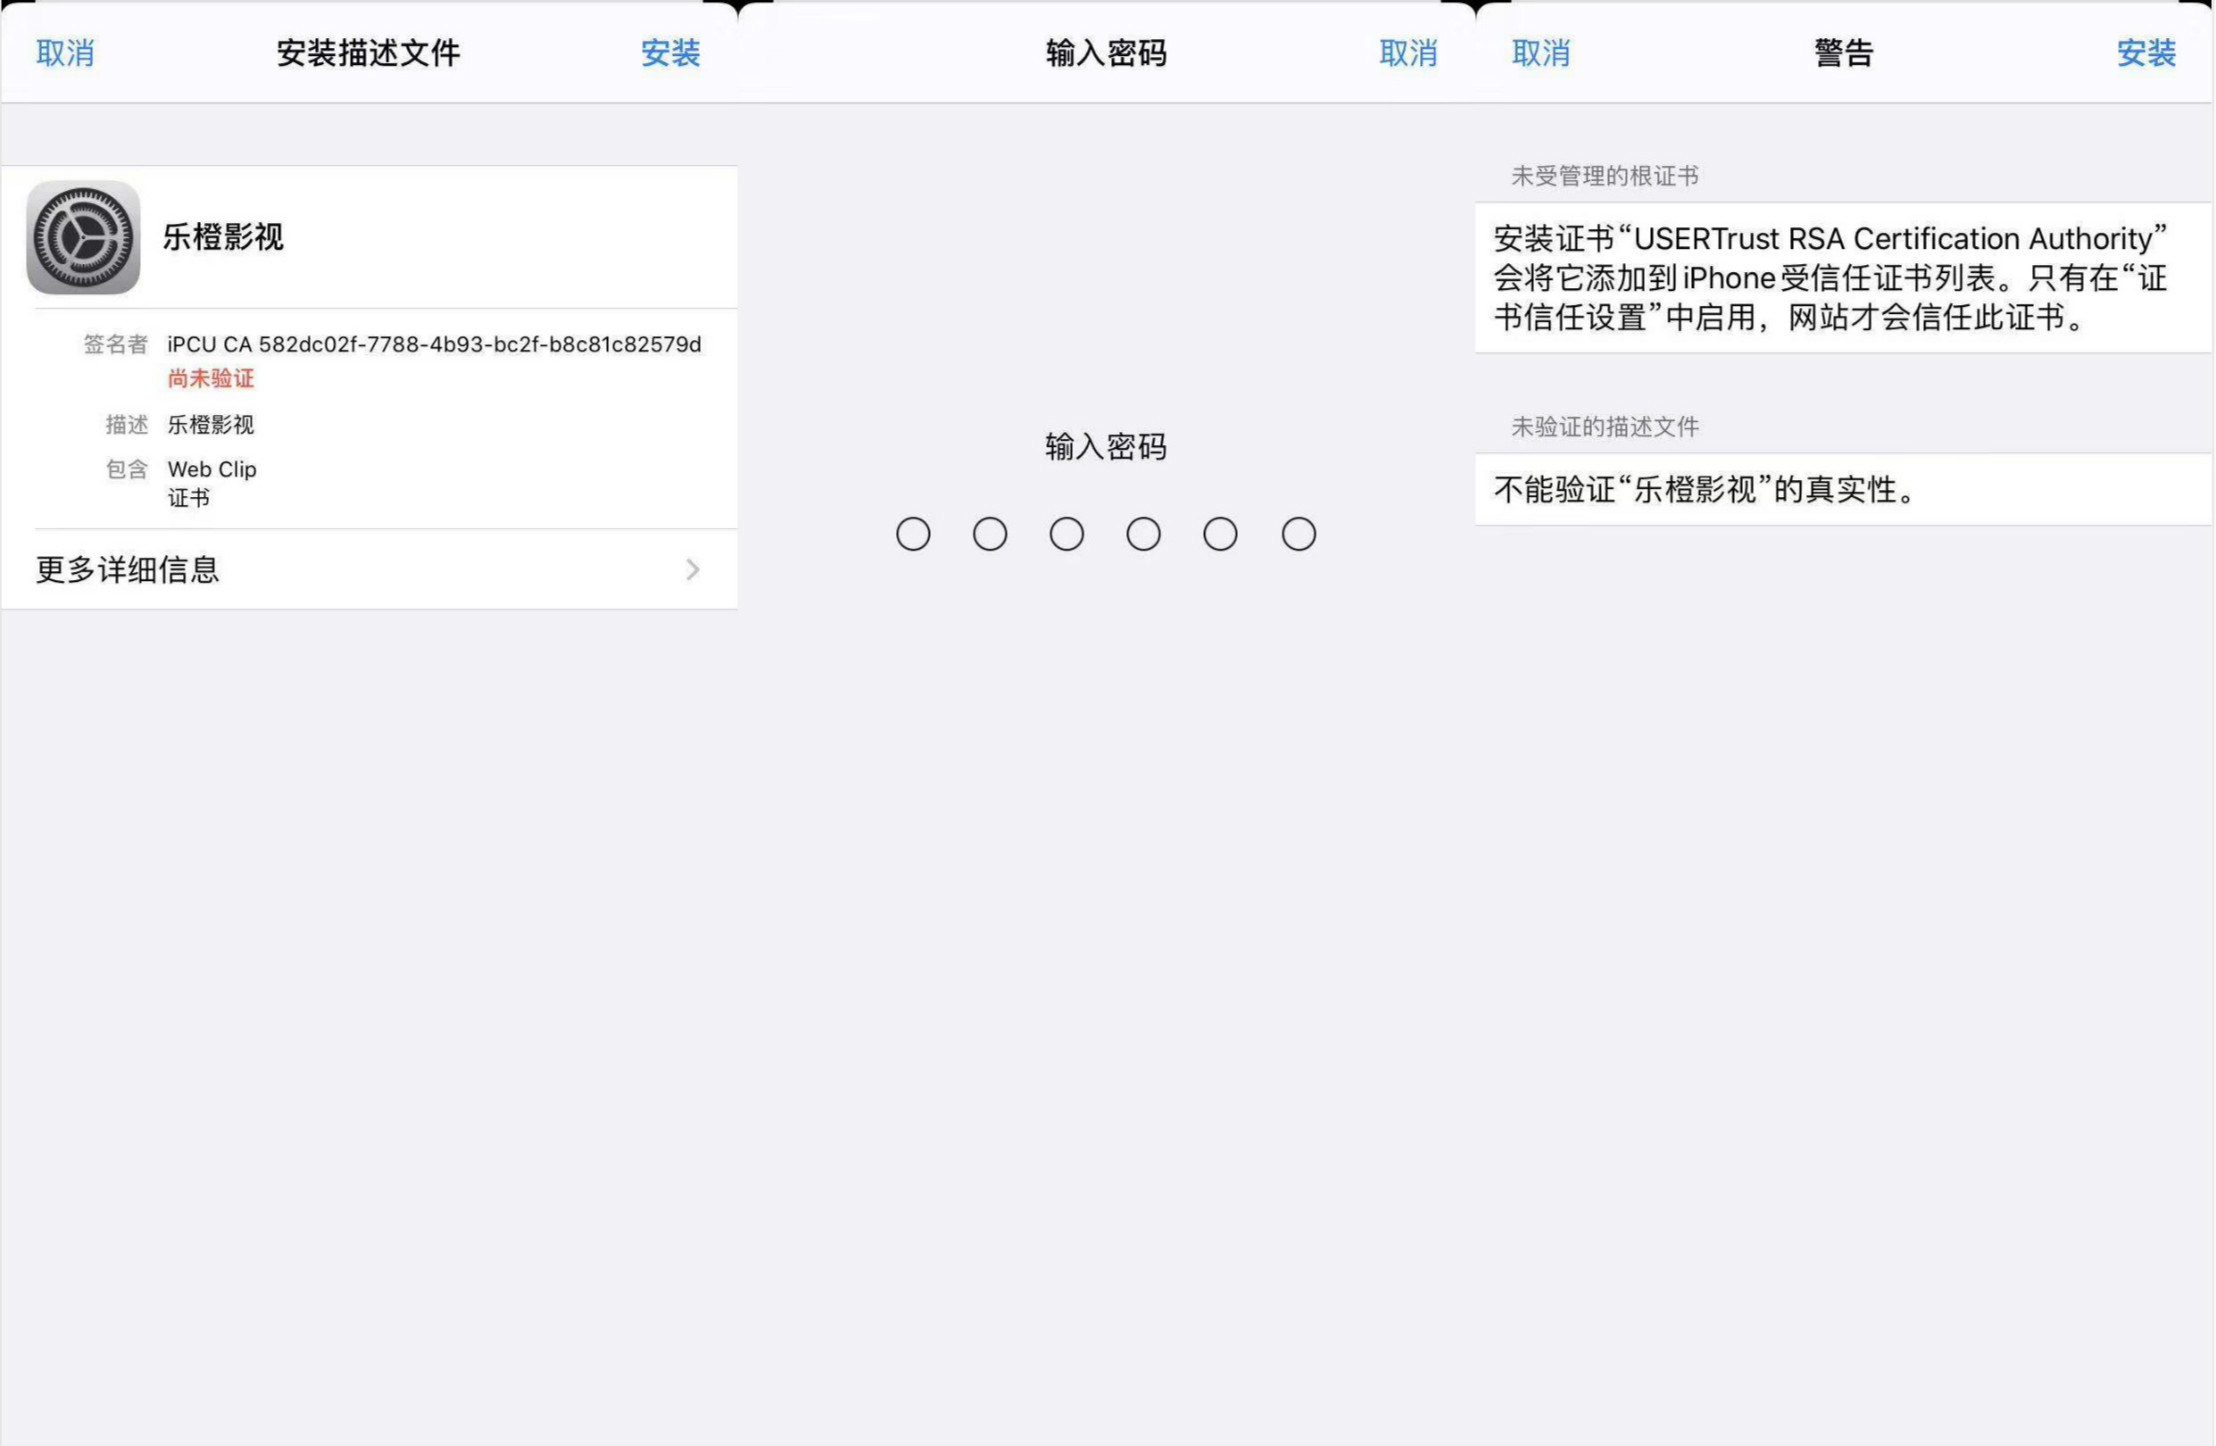 取消
安装描述文件
安装
乐橙影视
签名者 iPCU CA 582dc02f-7788-4b93-bc2f-b8c81c82579d
尚未验证
描述 乐橙影视
包含 Web Clip
证书
更多详细信息
输入密码
取消
输入密码
取消
警告
安装
未受管理的根证书
安装证书“USERTrust RSA Certification Authority”
会将它添加到iPhone受信任证书列表。只有在“证
书信任设置”中启用，网站才会信任此证书。
未验证的描述文件
不能验证“乐橙影视”的真实性。